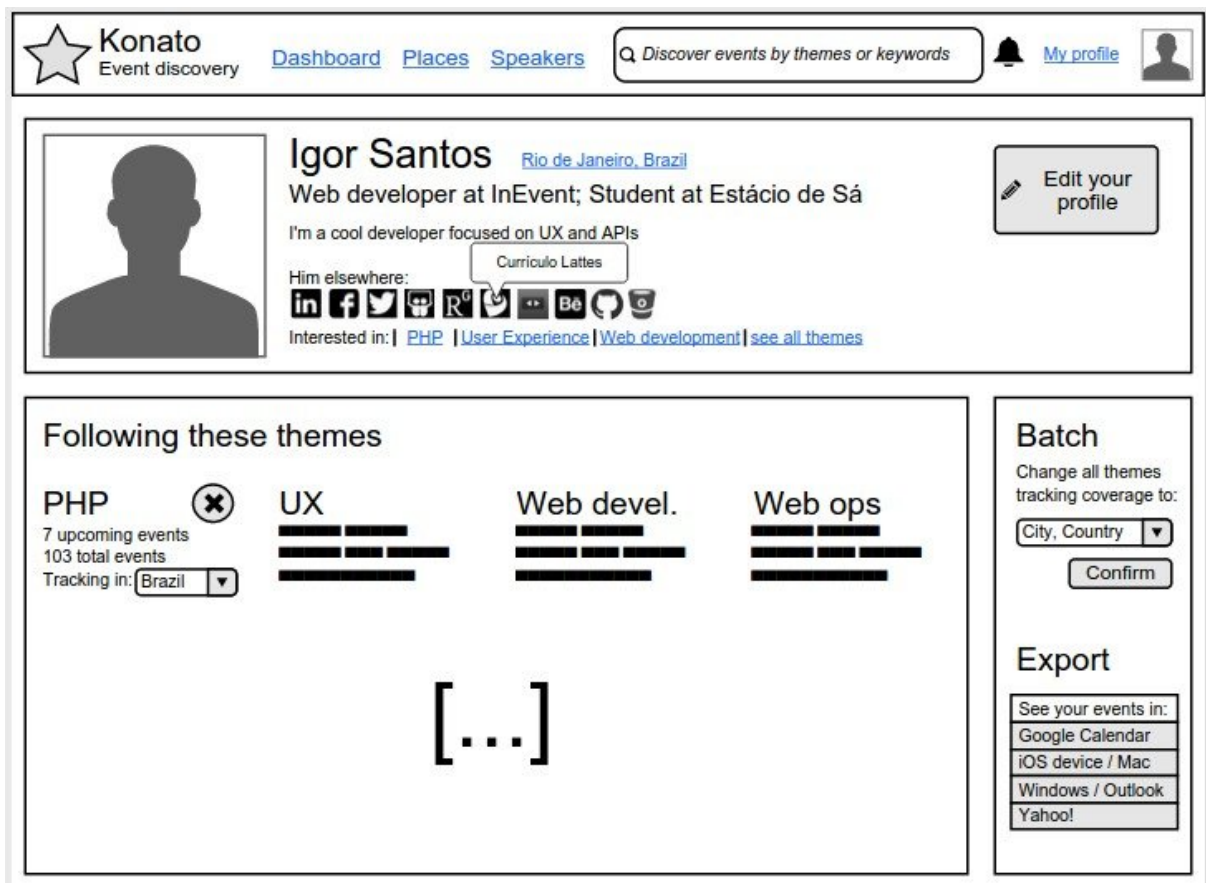 Konato
Event discovery
Dashboard Places Speakers
Discover events by themes or keywords
My profile
Igor Santos Rio de Janeiro, Brazil
Web developer at InEvent; Student at Estácio de Sá
I'm a cool developer focused on UX and APIs
Curriculo Lattes
Him elsewhere:
in f R^G Bē
Interested in: | PHP | User Experience | Web development | see all themes
Edit your
profile
Following these themes
PHP
7 upcoming events
103 total events
Tracking in: Brazil
UX
Web devel.
Web ops
[...]
Batch
Change all themes
tracking coverage to:
City, Country
Confirm
Export
See your events in:
Google Calendar
iOS device / Mac
Windows / Outlook
Yahoo!